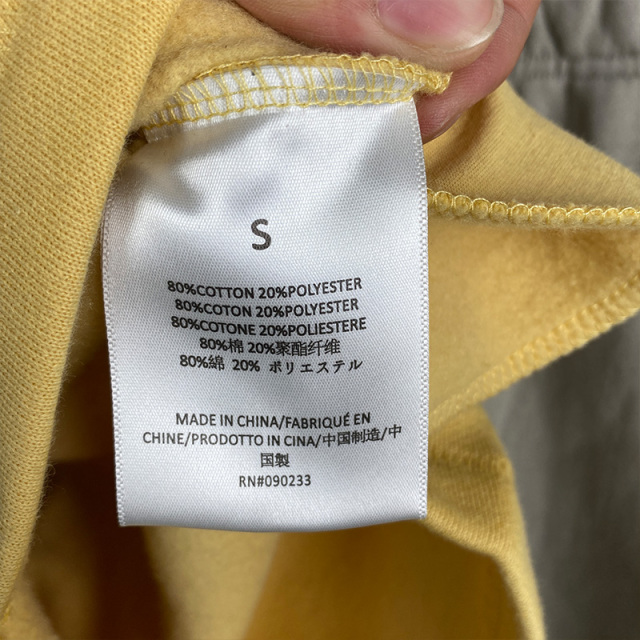 S
80%COTTON 20%POLYESTER
80%COTON 20%POLYESTER
80%COTONE 20%POLIESTERE
80%棉 20%聚酯纤维
80%綿 20% ポリエステル
MADE IN CHINA/FABRIQUÉ EN
CHINE/PRODOTTO IN CINA/中国制造/中
国製
RN#090233